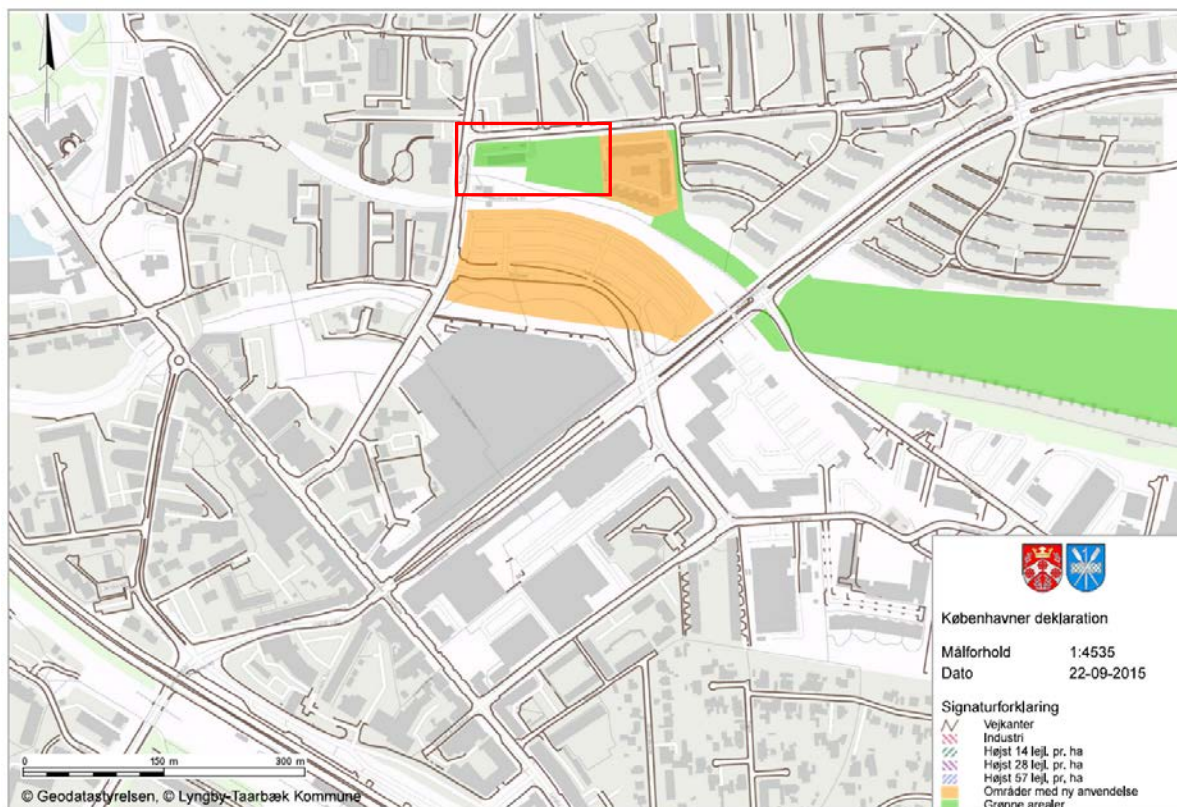 Københavner deklaration
Målforhold 1:4535
Dato 22-09-2015
Signaturforklaring
Vejkanter
Industri
Højst 14 lejl. pr. ha
Højst 28 lejl. pr. ha
Højst 57 lejl. pr. ha
Områder med ny anvendelse
Grønne arealer
0 150 m 300 m
© Geodatastyrelsen, © Lyngby-Taarbæk Kommune